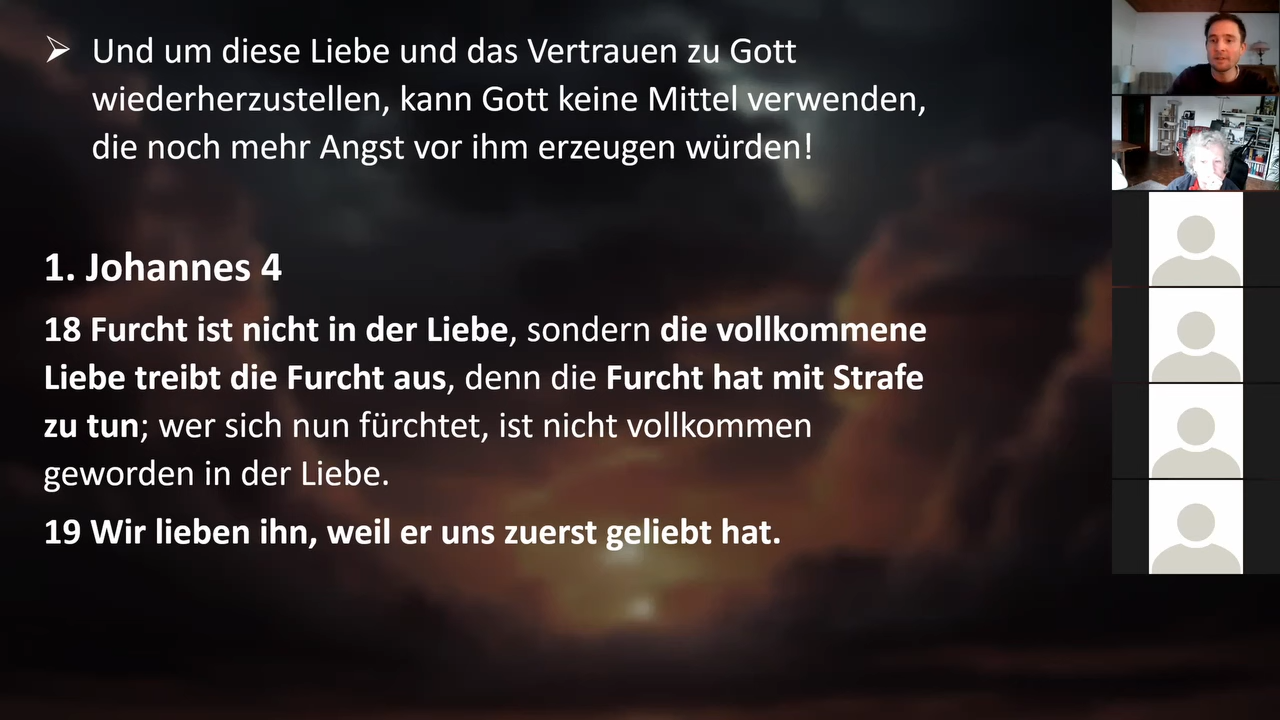 ➢ Und um diese Liebe und das Vertrauen zu Gott
wiederherzustellen, kann Gott keine Mittel verwenden,
die noch mehr Angst vor ihm erzeugen würden!
1. Johannes 4
18 Furcht ist nicht in der Liebe, sondern die vollkommene
Liebe treibt die Furcht aus, denn die Furcht hat mit Strafe
zu tun; wer sich nun fürchtet, ist nicht vollkommen
geworden in der Liebe.
19 Wir lieben ihn, weil er uns zuerst geliebt hat.